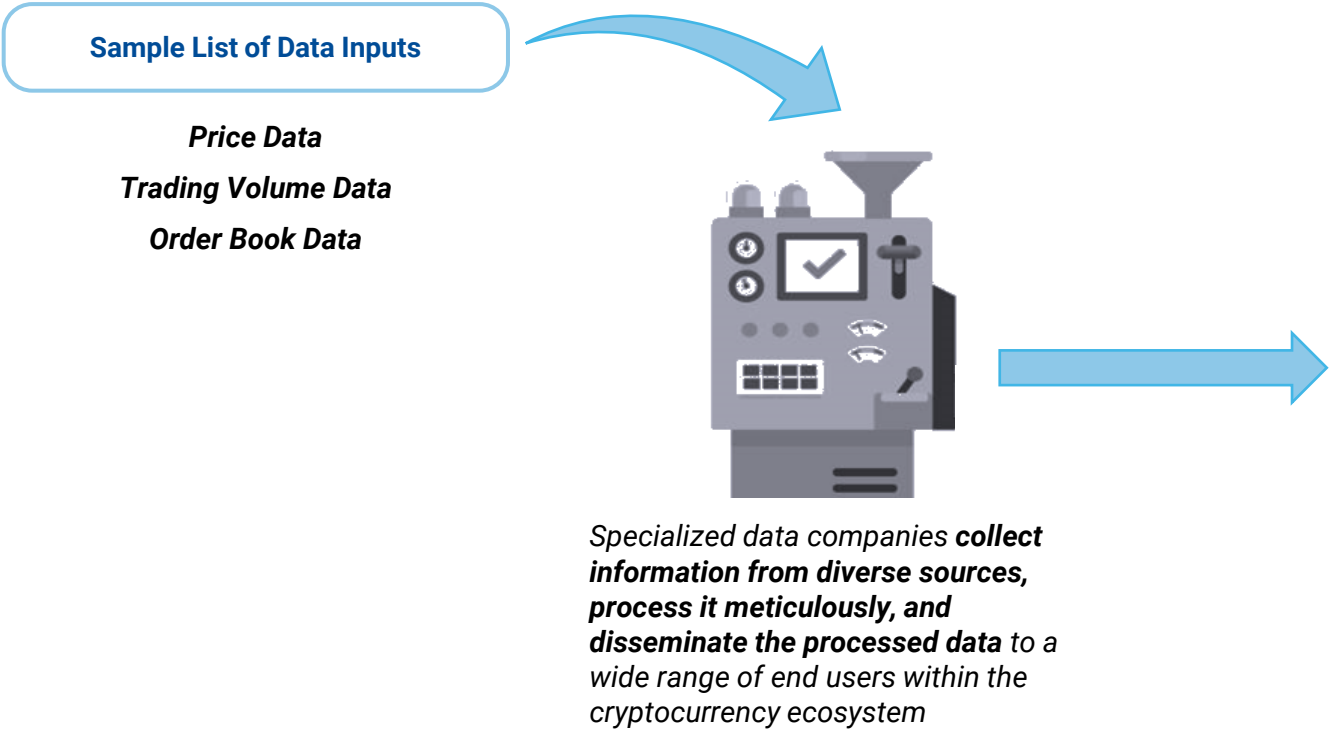 Sample List of Data Inputs
Price Data
Trading Volume Data
Order Book Data
Specialized data companies collect
information from diverse sources,
process it meticulously, and
disseminate the processed data to a
wide range of end users within the
cryptocurrency ecosystem